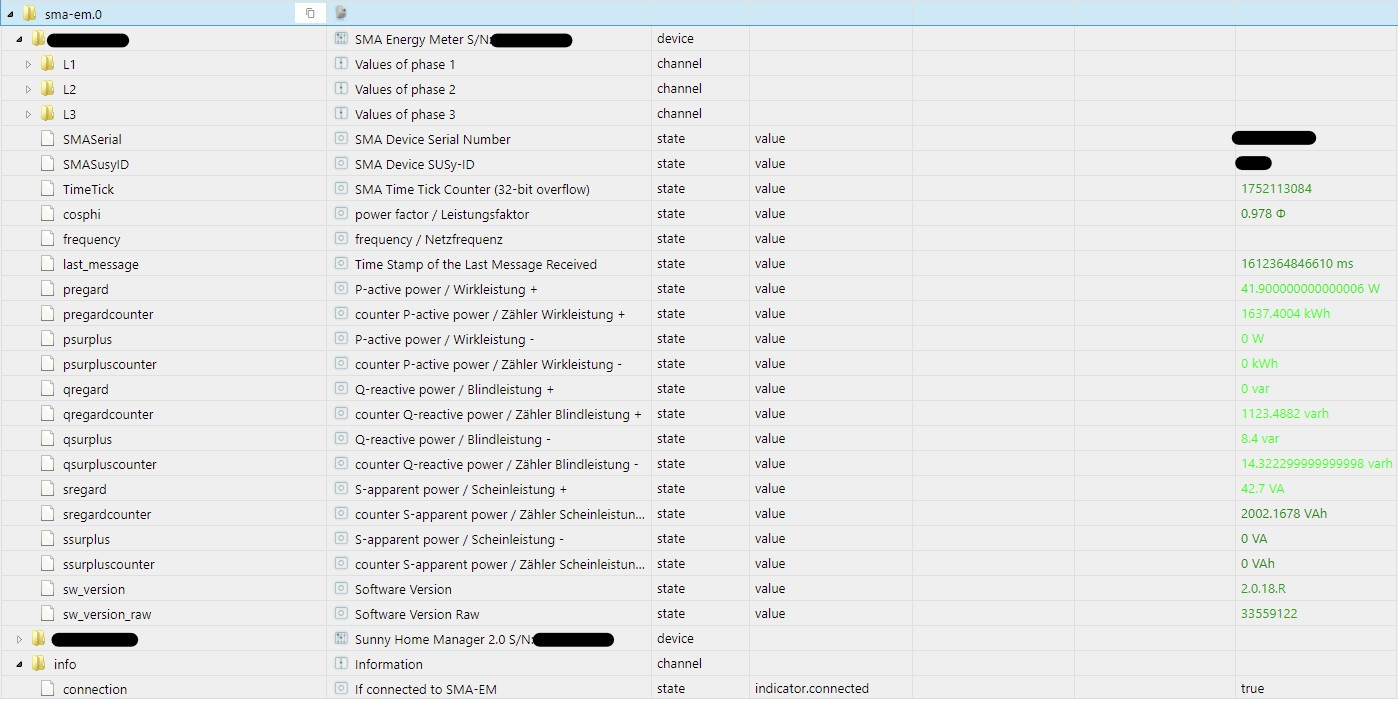 sma-em.0
SMA Energy Meter S/N: device
L1 Values of phase 1 channel
L2 Values of phase 2 channel
L3 Values of phase 3 channel
SMASerial SMA Device Serial Number state value
SMASusyID SMA Device SUSy-ID state value
TimeTick SMA Time Tick Counter (32-bit overflow) state value 1752113084
cosphi power factor / Leistungsfaktor state value 0.978 Φ
frequency frequency / Netzfrequenz state value
last_message Time Stamp of the Last Message Received state value 1612364846610 ms
pregard P-active power / Wirkleistung + state value 41.900000000000006 W
pregardcounter counter P-active power / Zähler Wirkleistung + state value 1637.4004 kWh
psurplus P-active power / Wirkleistung - state value 0 W
psurpluscounter counter P-active power / Zähler Wirkleistung - state value 0 kWh
qregard Q-reactive power / Blindleistung + state value 0 var
qregardcounter counter Q-reactive power / Zähler Blindleistung + state value 1123.4882 varh
qsurplus Q-reactive power / Blindleistung - state value 8.4 var
qsurpluscounter counter Q-reactive power / Zähler Blindleistung - state value 14.322299999999998 varh
sregard S-apparent power / Scheinleistung + state value 42.7 VA
sregardcounter counter S-apparent power / Zähler Scheinleistun... state value 2002.1678 VAh
ssurplus S-apparent power / Scheinleistung - state value 0 VA
ssurpluscounter counter S-apparent power / Zähler Scheinleistun... state value 0 VAh
sw_version Software Version state value 2.0.18.R
sw_version_raw Software Version Raw state value 33559122
Sunny Home Manager 2.0 S/N: device
info Information channel
connection If connected to SMA-EM state indicator.connected true